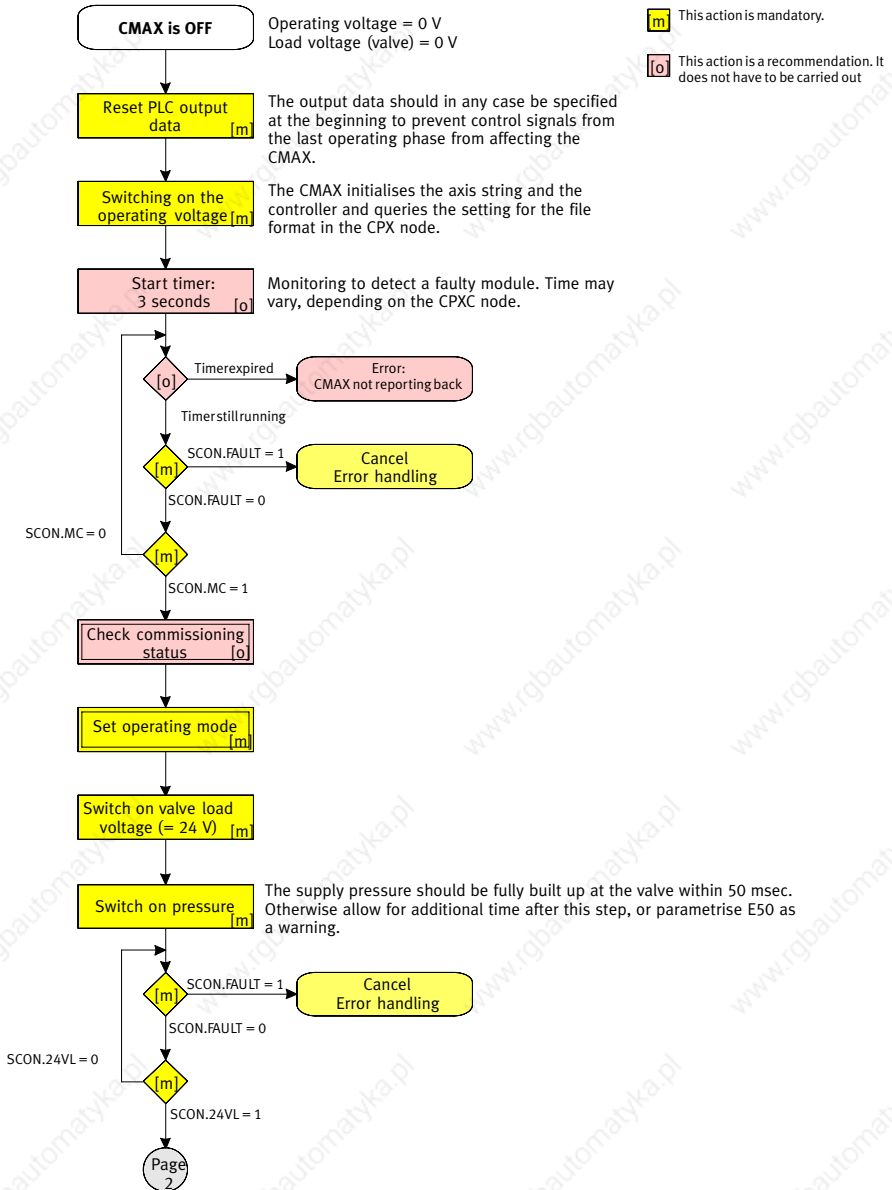 CMAX is OFF
Operating voltage = 0 V
Load voltage (valve) = 0 V
[m] This action is mandatory.
[o] This action is a recommendation. It
does not have to be carried out
Reset PLC output
data [m]
The output data should in any case be specified
at the beginning to prevent control signals from
the last operating phase from affecting the
CMAX.
Switching on the
operating voltage [m]
The CMAX initialises the axis string and the
controller and queries the setting for the file
format in the CPX node.
Start timer:
3 seconds [o]
Monitoring to detect a faulty module. Time may
vary, depending on the CPXC node.
[o]
Timer expired
Error:
CMAX not reporting back
Timer still running
[m]
SCON.FAULT = 1
Cancel
Error handling
SCON.FAULT = 0
SCON.MC = 0
[m]
SCON.MC = 1
Check commissioning
status [o]
Set operating mode
[m]
Switch on valve load
voltage (= 24 V) [m]
Switch on pressure
[m]
The supply pressure should be fully built up at the valve within 50 msec.
Otherwise allow for additional time after this step, or parametrise E50 as
a warning.
[m]
SCON.FAULT = 1
Cancel
Error handling
SCON.FAULT = 0
SCON.24VL = 0
[m]
SCON.24VL = 1
Page
2
www.rgbautomatyka.pl